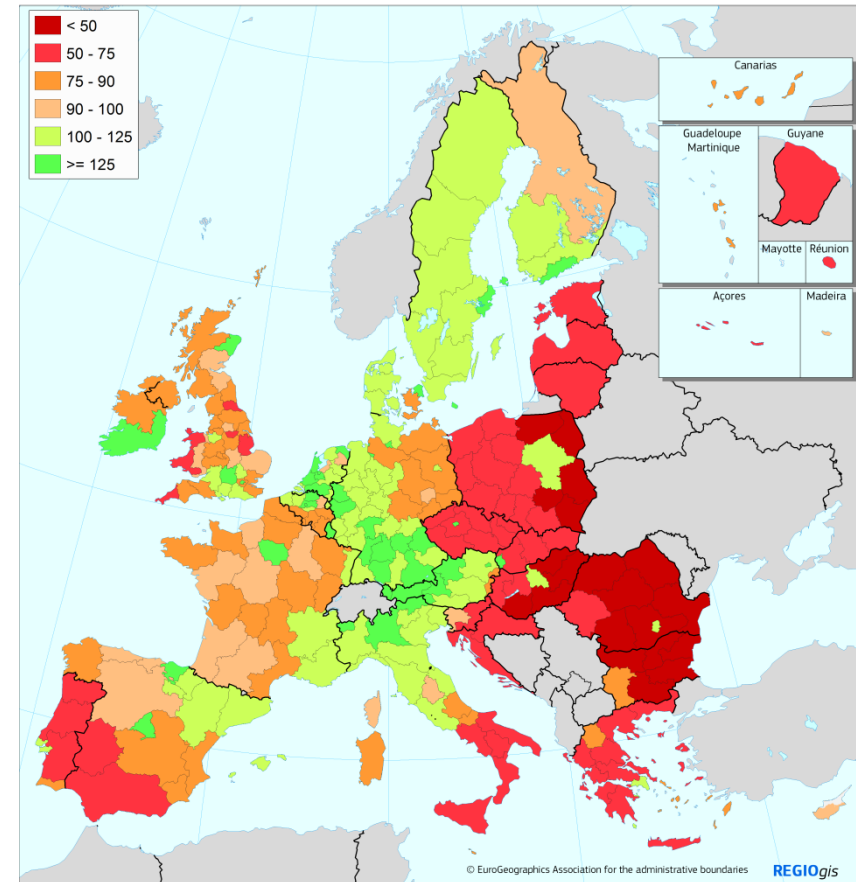 < 50
50 - 75
75 - 90
90 - 100
100 - 125
>= 125
Canarias
Guadeloupe
Martinique
Guyane
Mayotte
Réunion
Açores
Madeira
© EuroGeographics Association for the administrative boundaries
REGIOgis